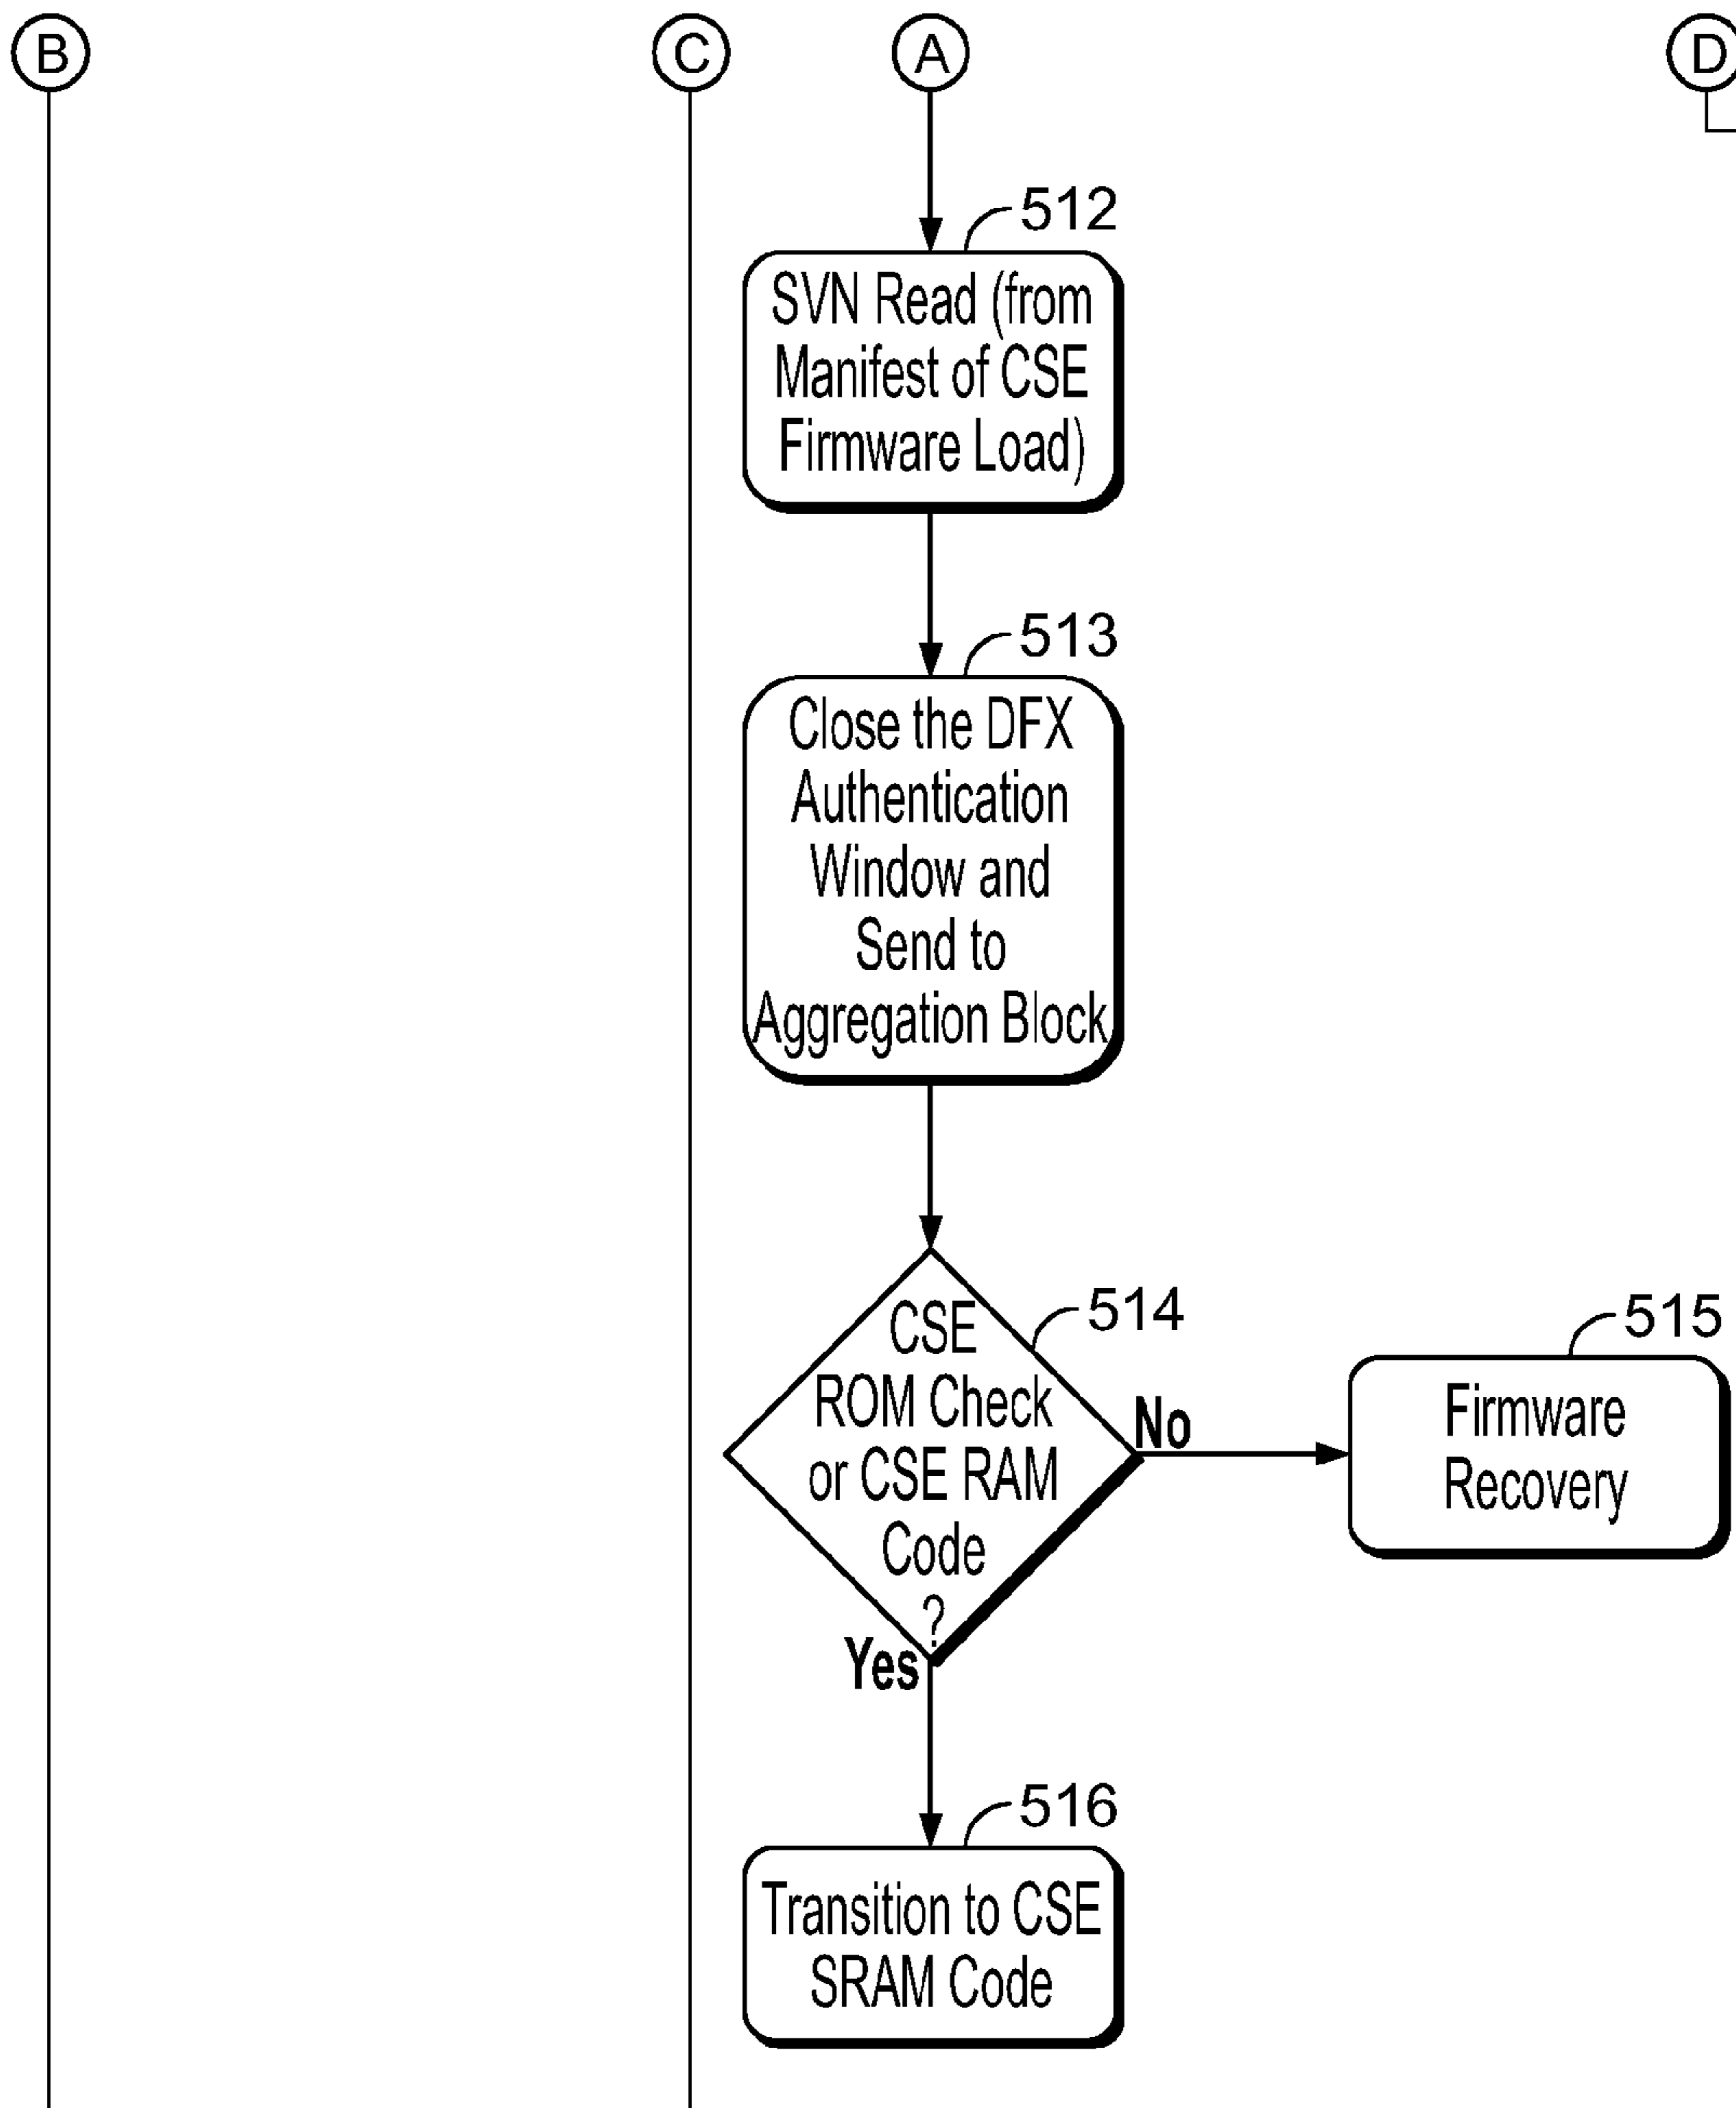 B
C
A
D
512
SVN Read (from
Manifest of CSE
Firmware Load)
513
Close the DFX
Authentication
Window and
Send to
Aggregation Block
514
CSE
ROM Check
or CSE RAM
Code
?
No
515
Firmware
Recovery
Yes
516
Transition to CSE
SRAM Code